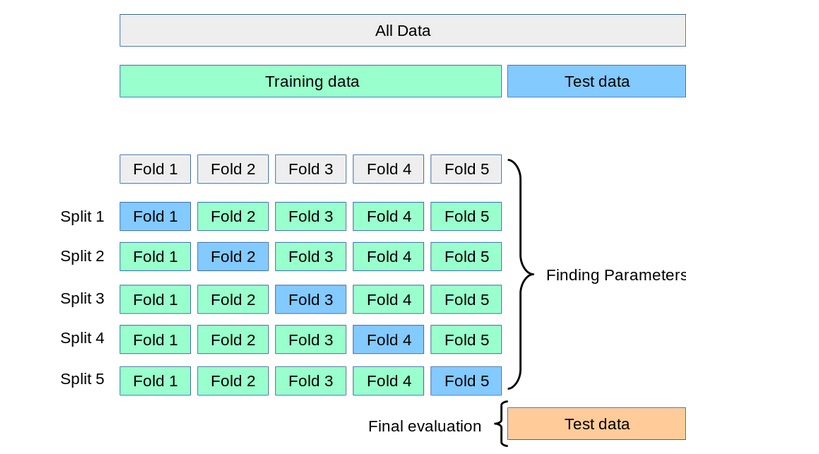 All Data
Training data Test data
Fold 1 Fold 2 Fold 3 Fold 4 Fold 5
Split 1 Fold 1 Fold 2 Fold 3 Fold 4 Fold 5
Split 2 Fold 1 Fold 2 Fold 3 Fold 4 Fold 5
Finding Parameters
Split 3 Fold 1 Fold 2 Fold 3 Fold 4 Fold 5
Split 4 Fold 1 Fold 2 Fold 3 Fold 4 Fold 5
Split 5 Fold 1 Fold 2 Fold 3 Fold 4 Fold 5
Final evaluation Test data